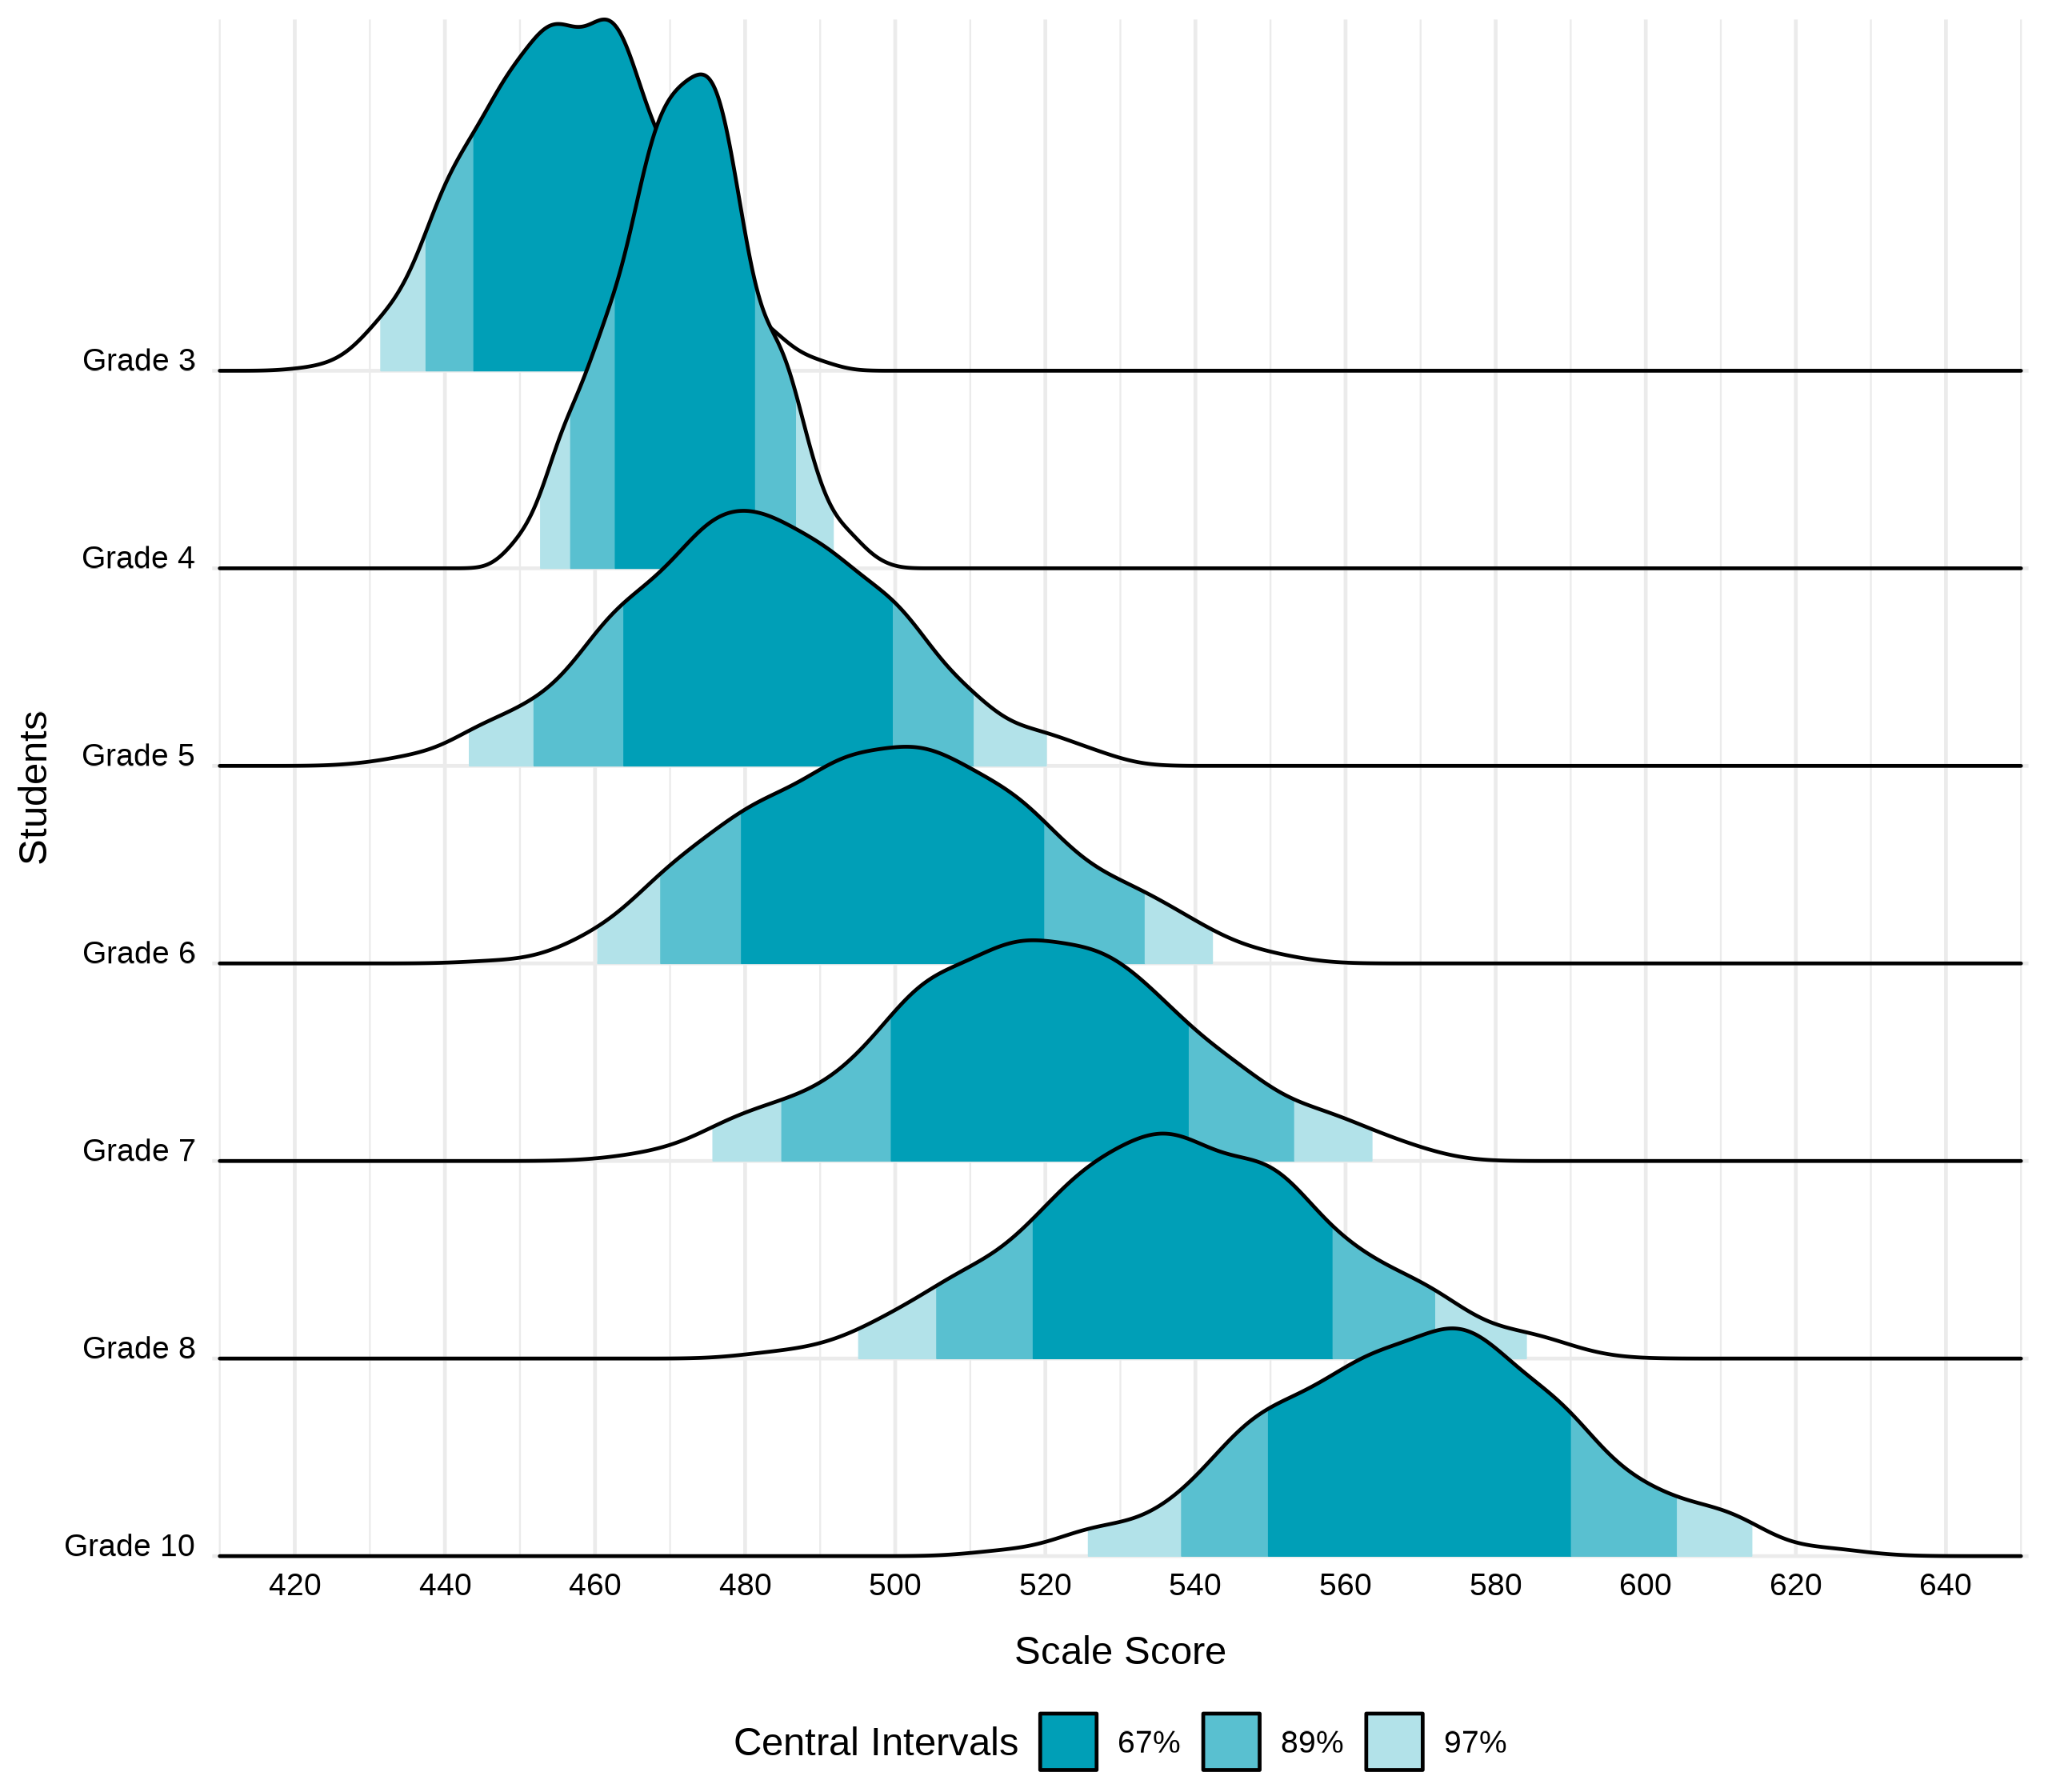 Grade 3
Grade 4
Grade 5
Grade 6
Grade 7
Grade 8
Grade 10
Students
420 440 460 480 500 520 540 560 580 600 620 640
Scale Score
Central Intervals 67% 89% 97%